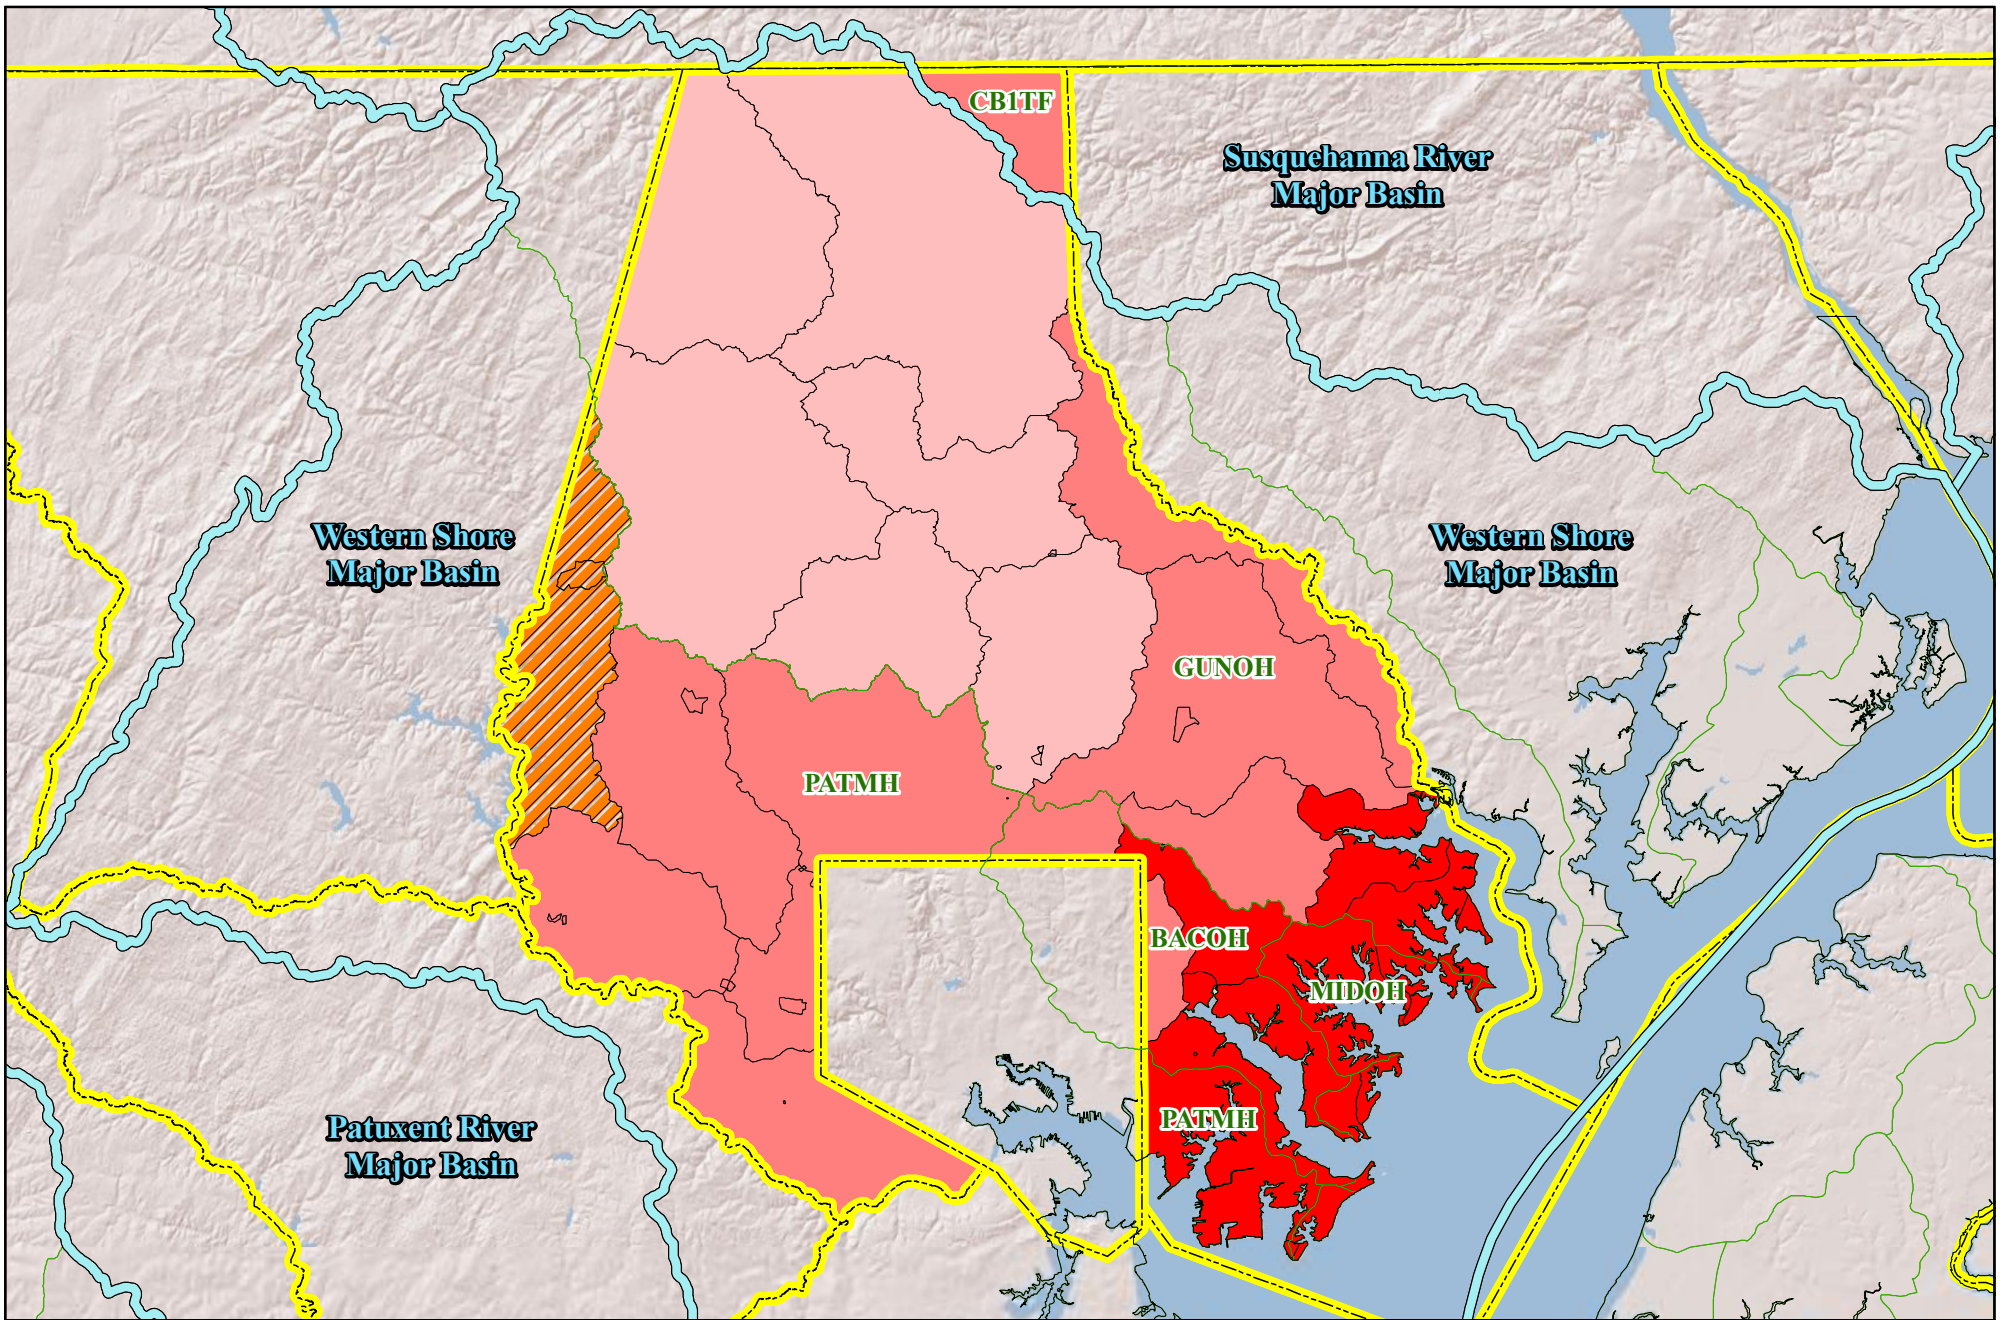 CB1TF
Susquehanna River
Major Basin
Western Shore
Major Basin
Western Shore
Major Basin
GUNOH
PATMH
BACOH
MIDOH
PATMH
Patuxent River
Major Basin